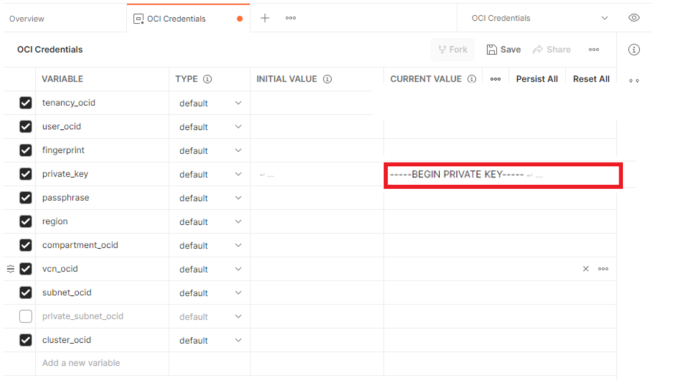 Overview OCI Credentials OCI Credentials
OCI Credentials Fork Save Share
VARIABLE TYPE INITIAL VALUE CURRENT VALUE Persist All Reset All
tenancy_ocid default
user_ocid default
fingerprint default
private_key default ↵ ... -----BEGIN PRIVATE KEY----- ↵ ...
passphrase default
region default
compartment_ocid default
vcn_ocid default
subnet_ocid default
private_subnet_ocid default
cluster_ocid default
Add a new variable